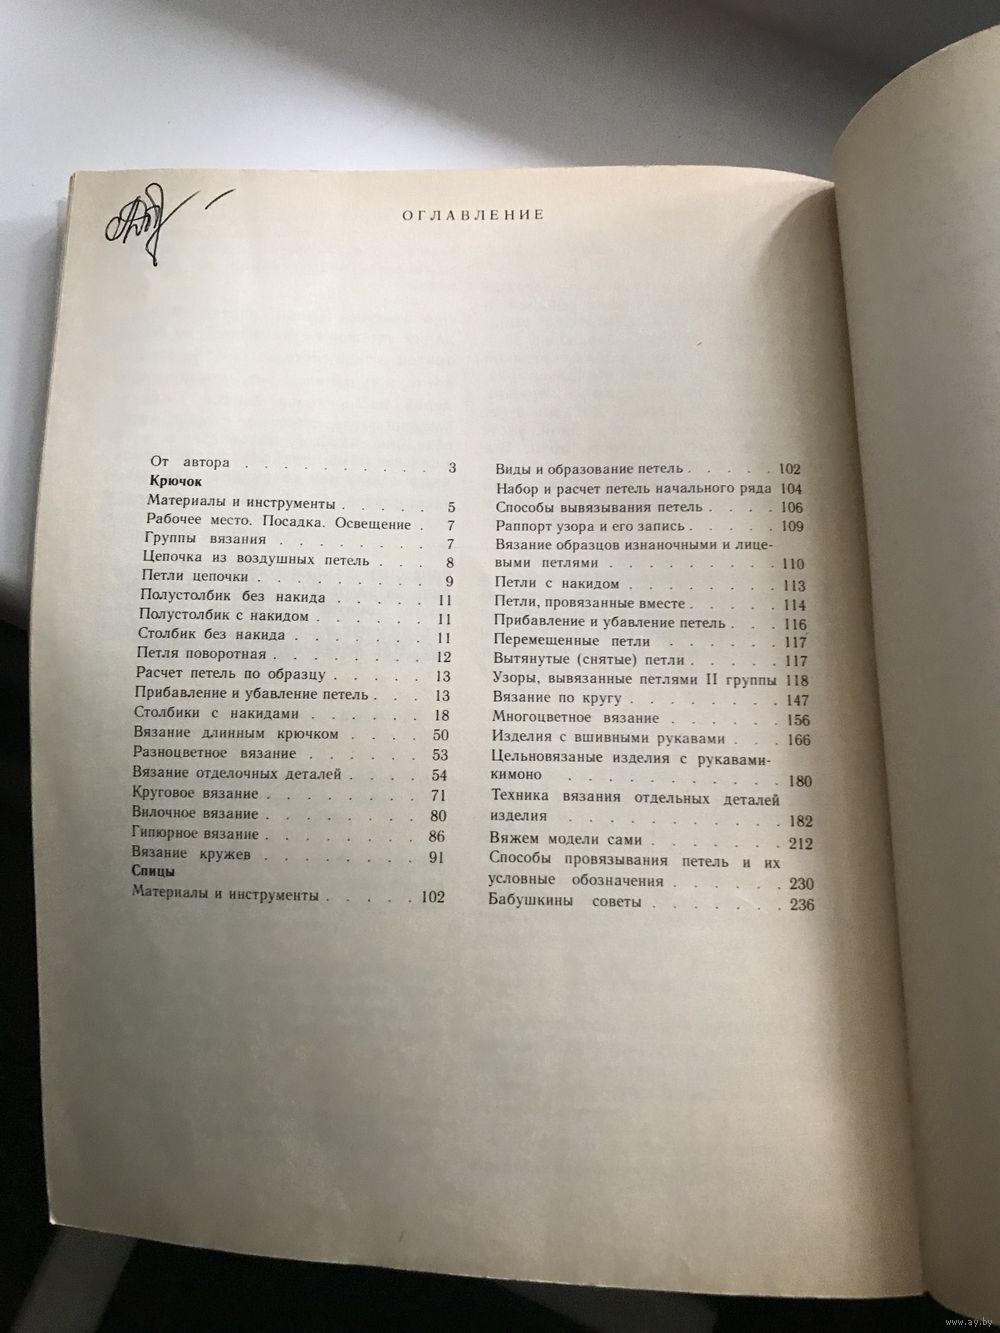 ОГЛАВЛЕНИЕ
От автора . . . . . . . . . . 3
Крючок
Материалы и инструменты . . . . . 5
Рабочее место. Посадка. Освещение . 7
Группы вязания . . . . . . . . 7
Цепочка из воздушных петель . . . 8
Петли цепочки . . . . . . . . . 9
Полустолбик без накида . . . . . 11
Полустолбик с накидом . . . . . . 11
Столбик без накида . . . . . . . 11
Петля поворотная . . . . . . . . 12
Расчет петель по образцу . . . . . 13
Прибавление и убавление петель . . . 13
Столбики с накидами . . . . . . 18
Вязание длинным крючком . . . . 50
Разноцветное вязание . . . . . . 53
Вязание отделочных деталей . . . . 54
Круговое вязание . . . . . . . . 71
Вилочное вязание . . . . . . . . 80
Гипюрное вязание . . . . . . . . 86
Вязание кружев . . . . . . . . 91
Спицы
Материалы и инструменты . . . . . 102
Виды и образование петель . . . . . 102
Набор и расчет петель начального ряда 104
Способы вывязывания петель . . . . 106
Раппорт узора и его запись . . . . . 109
Вязание образцов изнаночными и лице-
выми петлями . . . . . . . . . 110
Петли с накидом . . . . . . . . 113
Петли, провязанные вместе . . . . . 114
Прибавление и убавление петель . . . 116
Перемещенные петли . . . . . . 117
Вытянутые (снятые) петли . . . . . 117
Узоры, вывязанные петлями II группы 118
Вязание по кругу . . . . . . . . 147
Многоцветное вязание . . . . . . 156
Изделия с вшивными рукавами . . . 166
Цельновязаные изделия с рукавами-
кимоно . . . . . . . . . . . 180
Техника вязания отдельных деталей
изделия . . . . . . . . . . . 182
Вяжем модели сами . . . . . . . 212
Способы провязывания петель и их
условные обозначения . . . . . . 230
Бабушкины советы . . . . . . . 236
www.ay.by